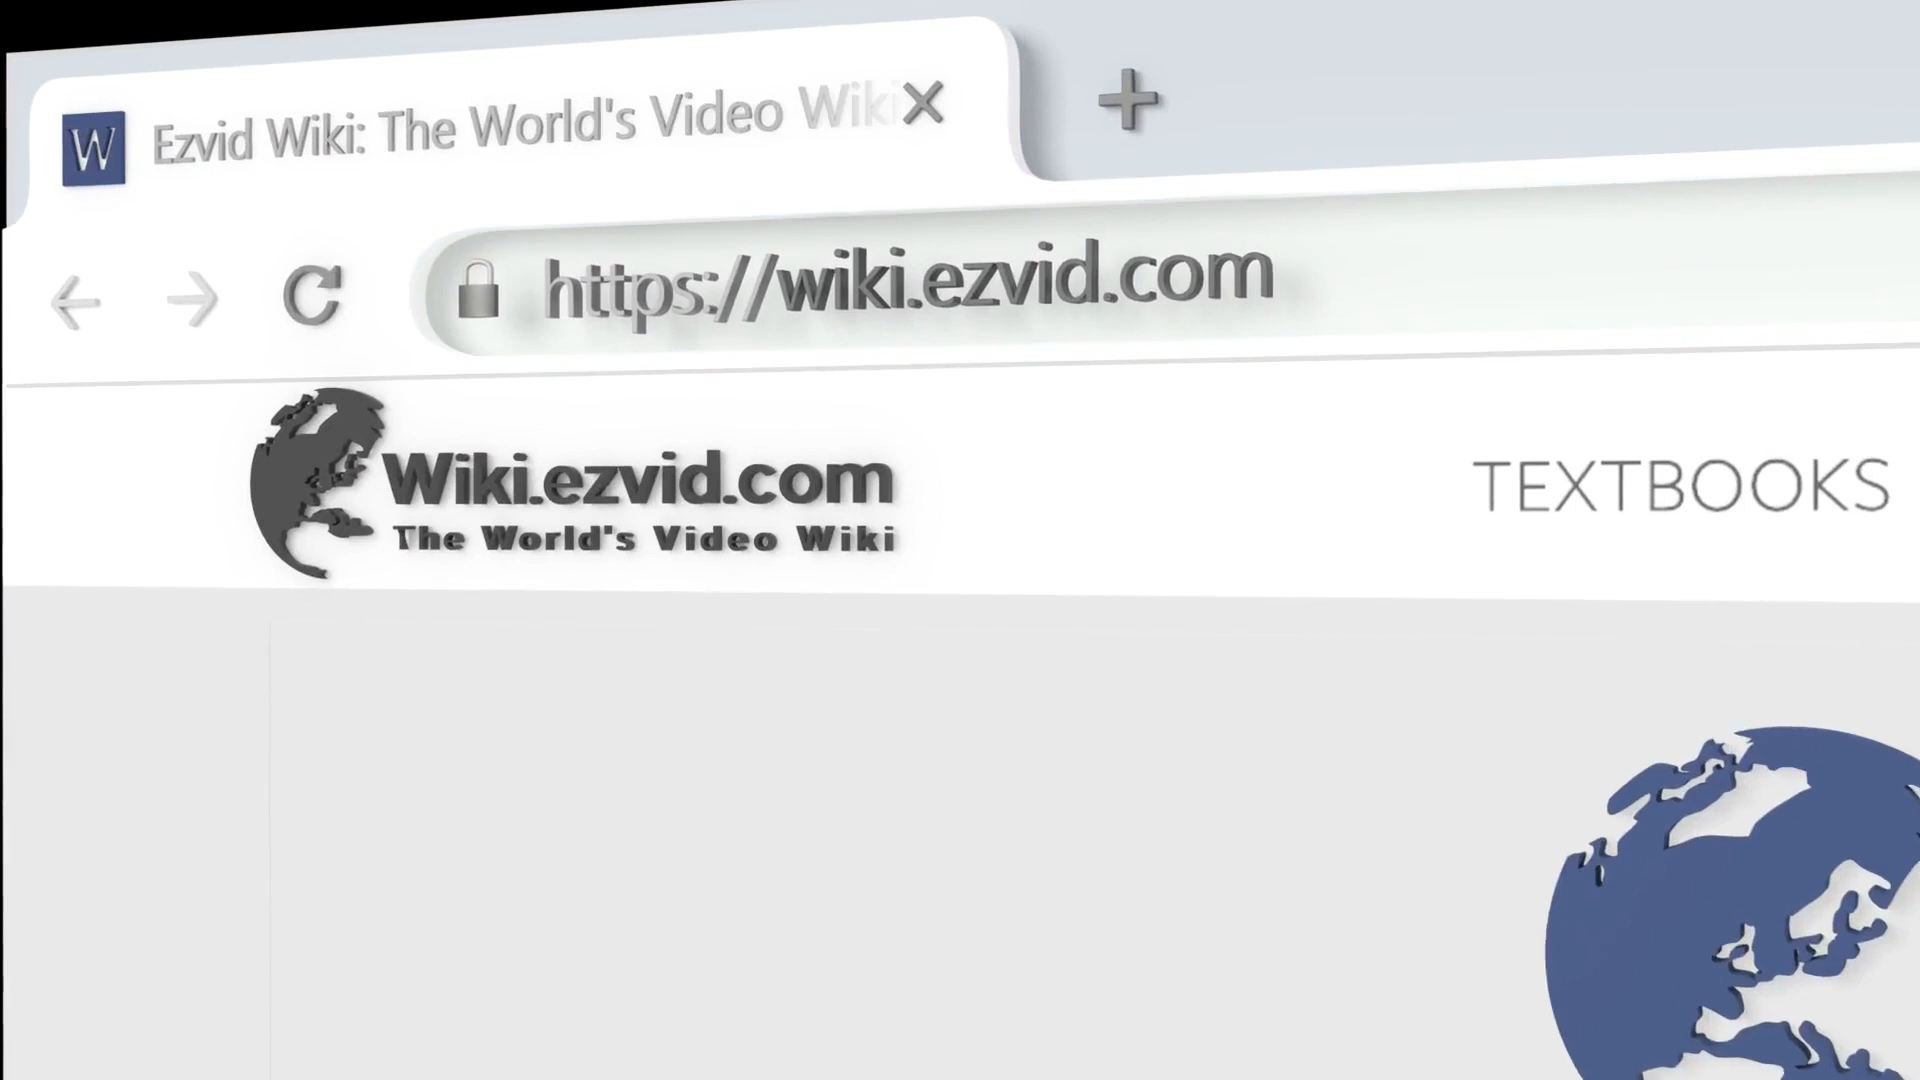 W Ezvid Wiki: The World's Video Wiki
https://wiki.ezvid.com
Wiki.ezvid.com
The World's Video Wiki
TEXTBOOKS